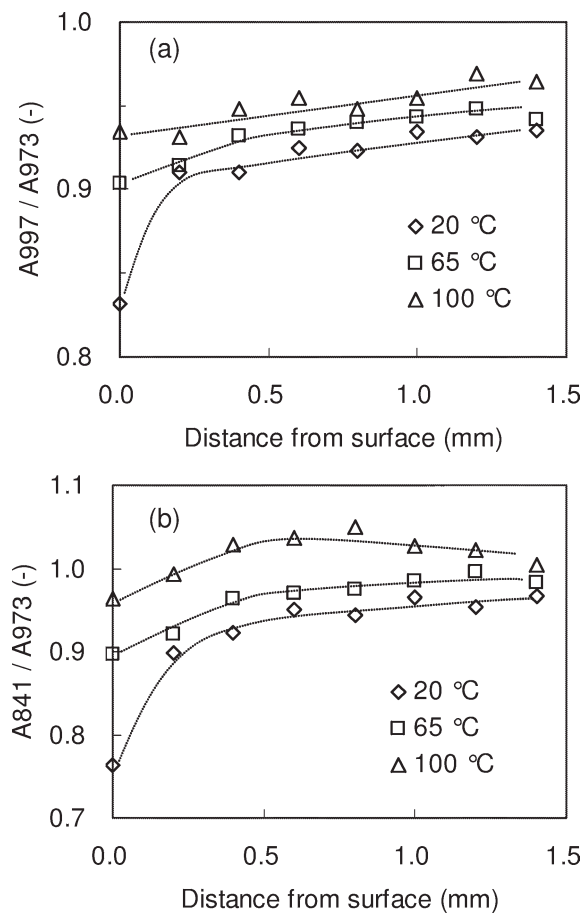 1.0
(a)
A997 / A973 (-)
0.9
20 °C
65 °C
100 °C
0.8
0.0 0.5 1.0 1.5
Distance from surface (mm)
1.1
(b)
1.0
A841 / A973 (-)
0.9
20 °C
65 °C
0.8
100 °C
0.7
0.0 0.5 1.0 1.5
Distance from surface (mm)